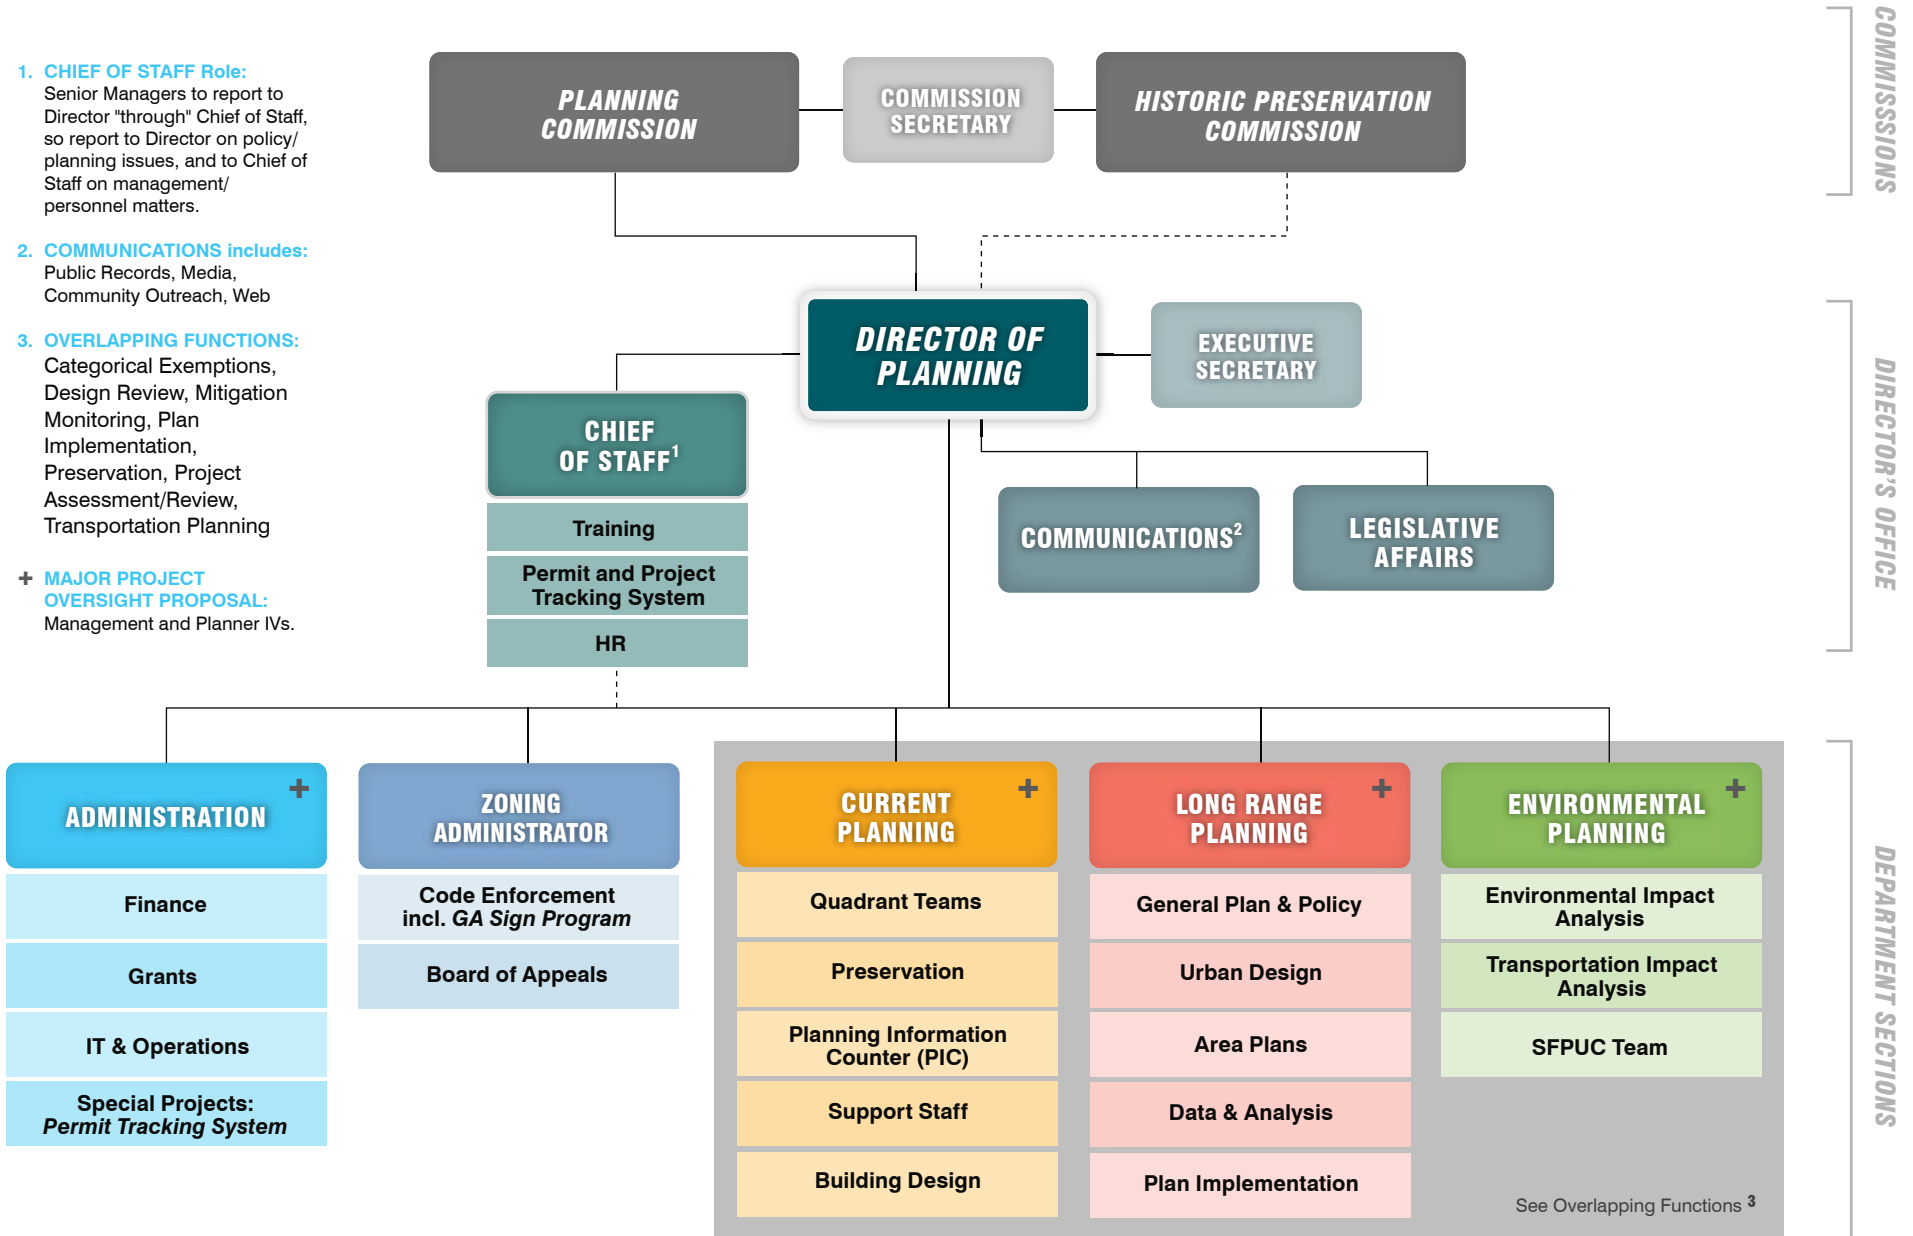 1. CHIEF OF STAFF Role:
Senior Managers to report to
Director "through" Chief of Staff,
so report to Director on policy/
planning issues, and to Chief of
Staff on management/
personnel matters.
2. COMMUNICATIONS includes:
Public Records, Media,
Community Outreach, Web
3. OVERLAPPING FUNCTIONS:
Categorical Exemptions,
Design Review, Mitigation
Monitoring, Plan
Implementation,
Preservation, Project
Assessment/Review,
Transportation Planning
+ MAJOR PROJECT
OVERSIGHT PROPOSAL:
Management and Planner IVs.
PLANNING
COMMISSION
COMMISSION
SECRETARY
HISTORIC PRESERVATION
COMMISSION
COMMISSSIONS
DIRECTOR OF
PLANNING
EXECUTIVE
SECRETARY
CHIEF
OF STAFF1
Training
Permit and Project
Tracking System
HR
COMMUNICATIONS2
LEGISLATIVE
AFFAIRS
DIRECTOR'S OFFICE
ADMINISTRATION +
Finance
Grants
IT & Operations
Special Projects:
Permit Tracking System
ZONING
ADMINISTRATOR
Code Enforcement
incl. GA Sign Program
Board of Appeals
CURRENT +
PLANNING
Quadrant Teams
Preservation
Planning Information
Counter (PIC)
Support Staff
Building Design
LONG RANGE +
PLANNING
General Plan & Policy
Urban Design
Area Plans
Data & Analysis
Plan Implementation
ENVIRONMENTAL +
PLANNING
Environmental Impact
Analysis
Transportation Impact
Analysis
SFPUC Team
See Overlapping Functions 3
DEPARTMENT SECTIONS